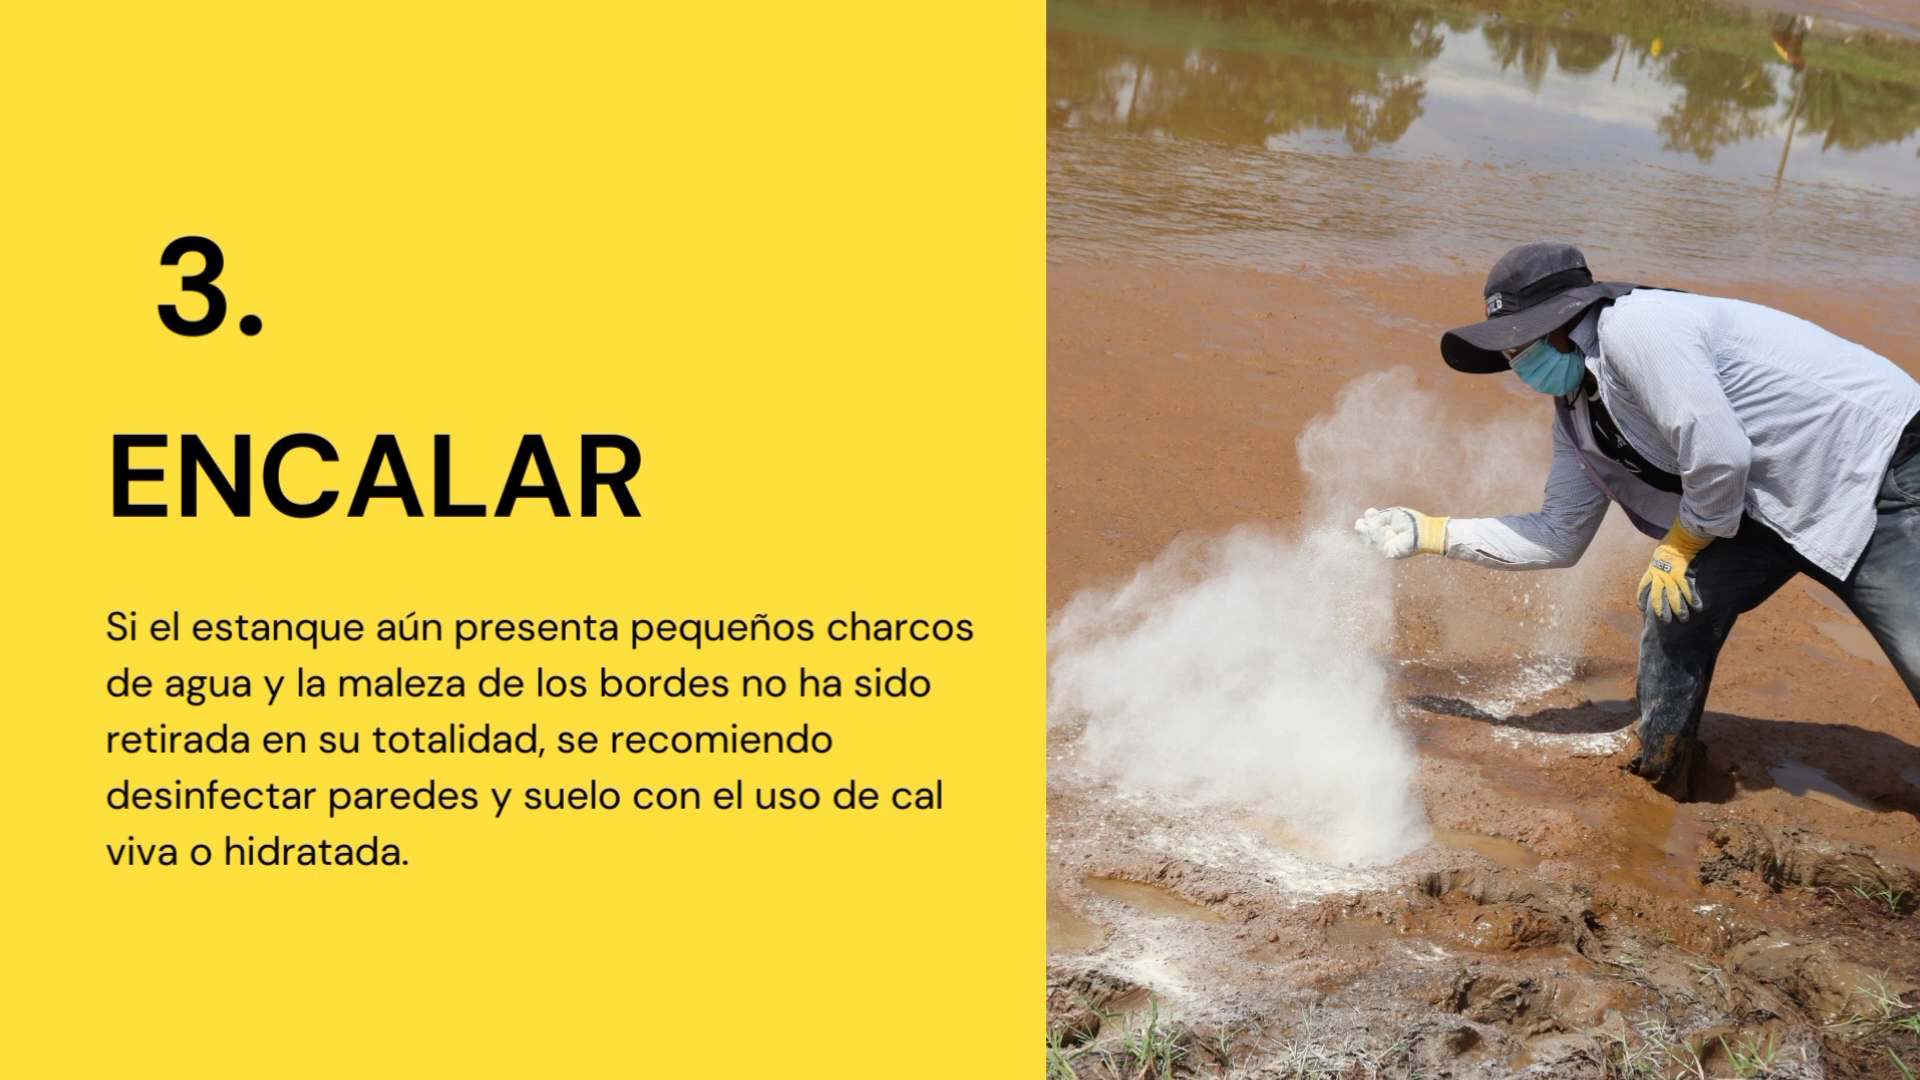 3.
ENCALAR
Si el estanque aún presenta pequeños charcos
de agua y la maleza de los bordes no ha sido
retirada en su totalidad, se recomiendo
desinfectar paredes y suelo con el uso de cal
viva o hidratada.